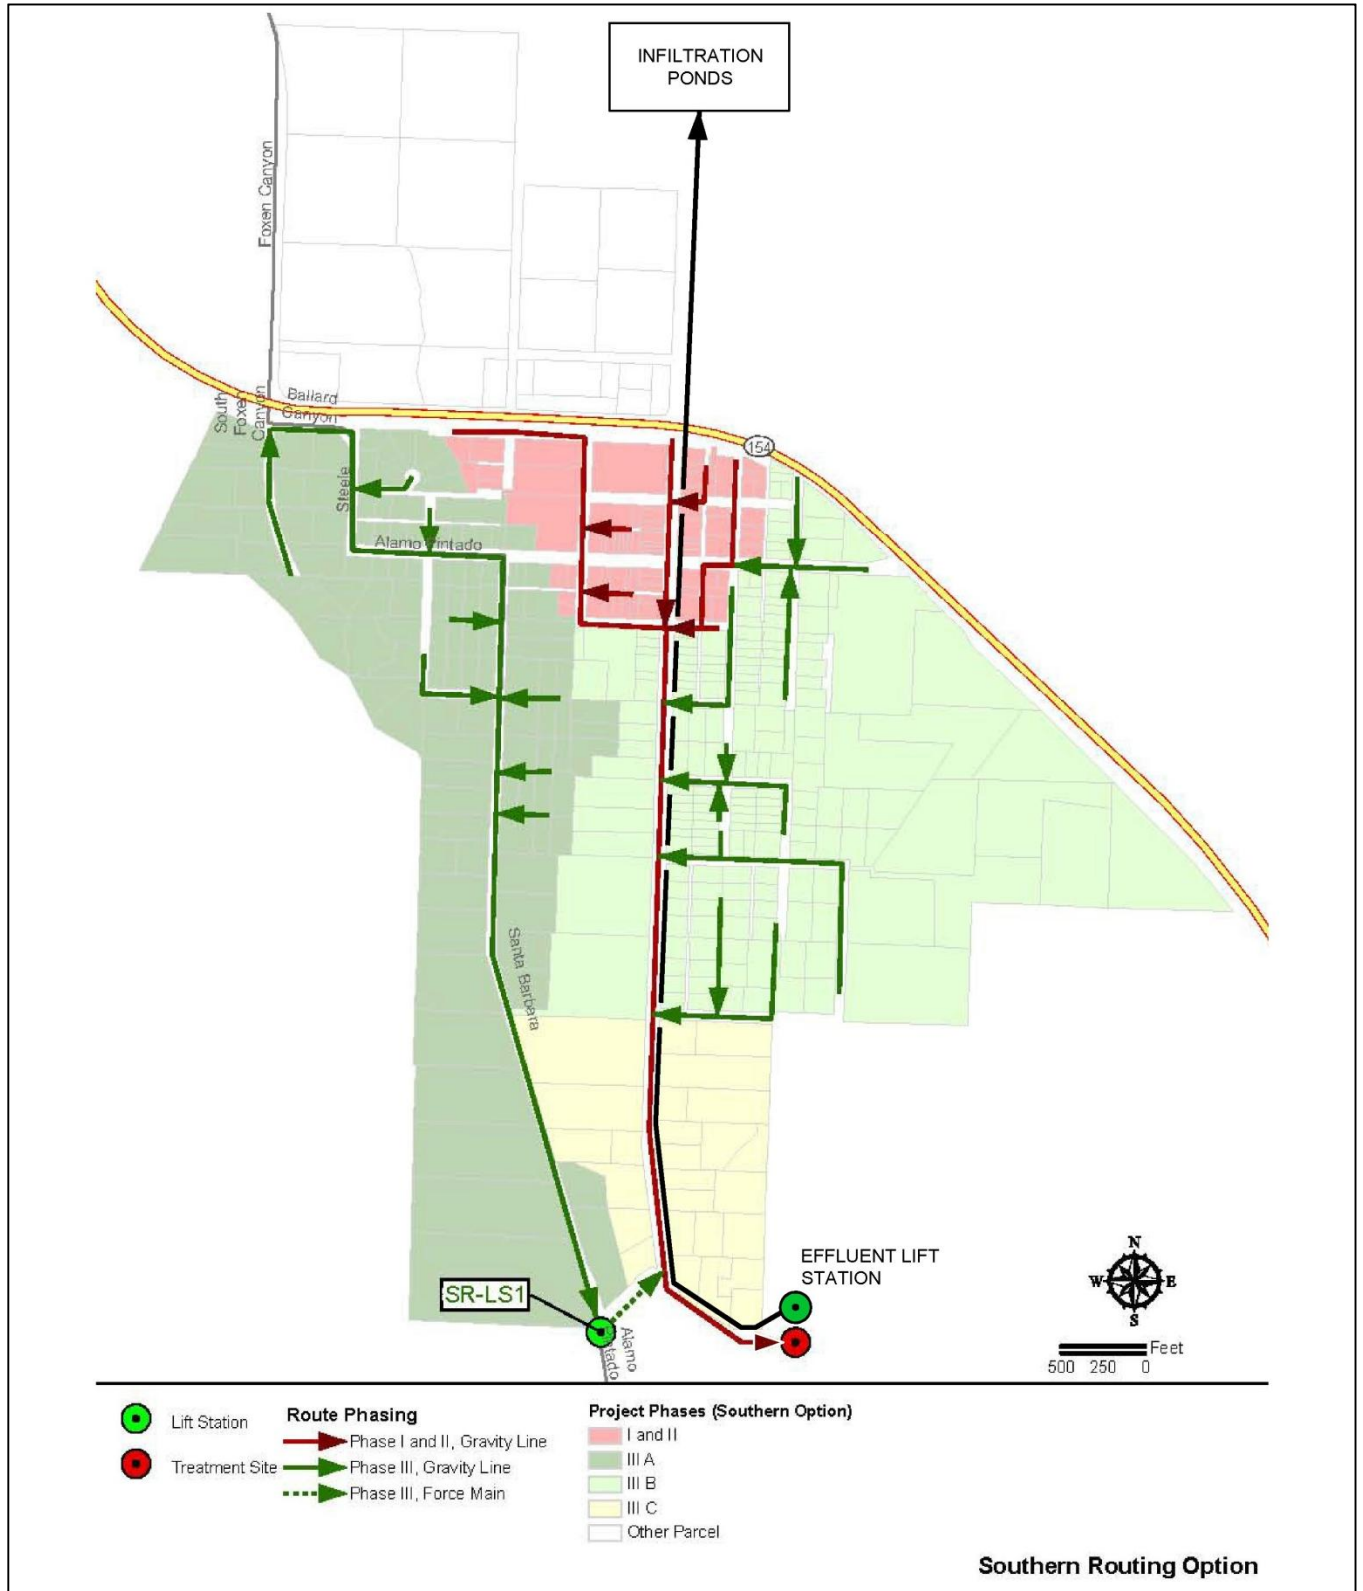 INFILTRATION
PONDS
Foxen Canyon
South
Foxen
Canyon
Ballard
Canyon
154
Steele
Alamo Pintado
Santa Barbara
EFFLUENT LIFT
STATION
SR-LS1
Alamo
Pintado
N
W
E
S
Feet
500 250 0
Lift Station
Treatment Site
Route Phasing
Phase I and II, Gravity Line
Phase III, Gravity Line
Phase III, Force Main
Project Phases (Southern Option)
I and II
III A
III B
III C
Other Parcel
Southern Routing Option